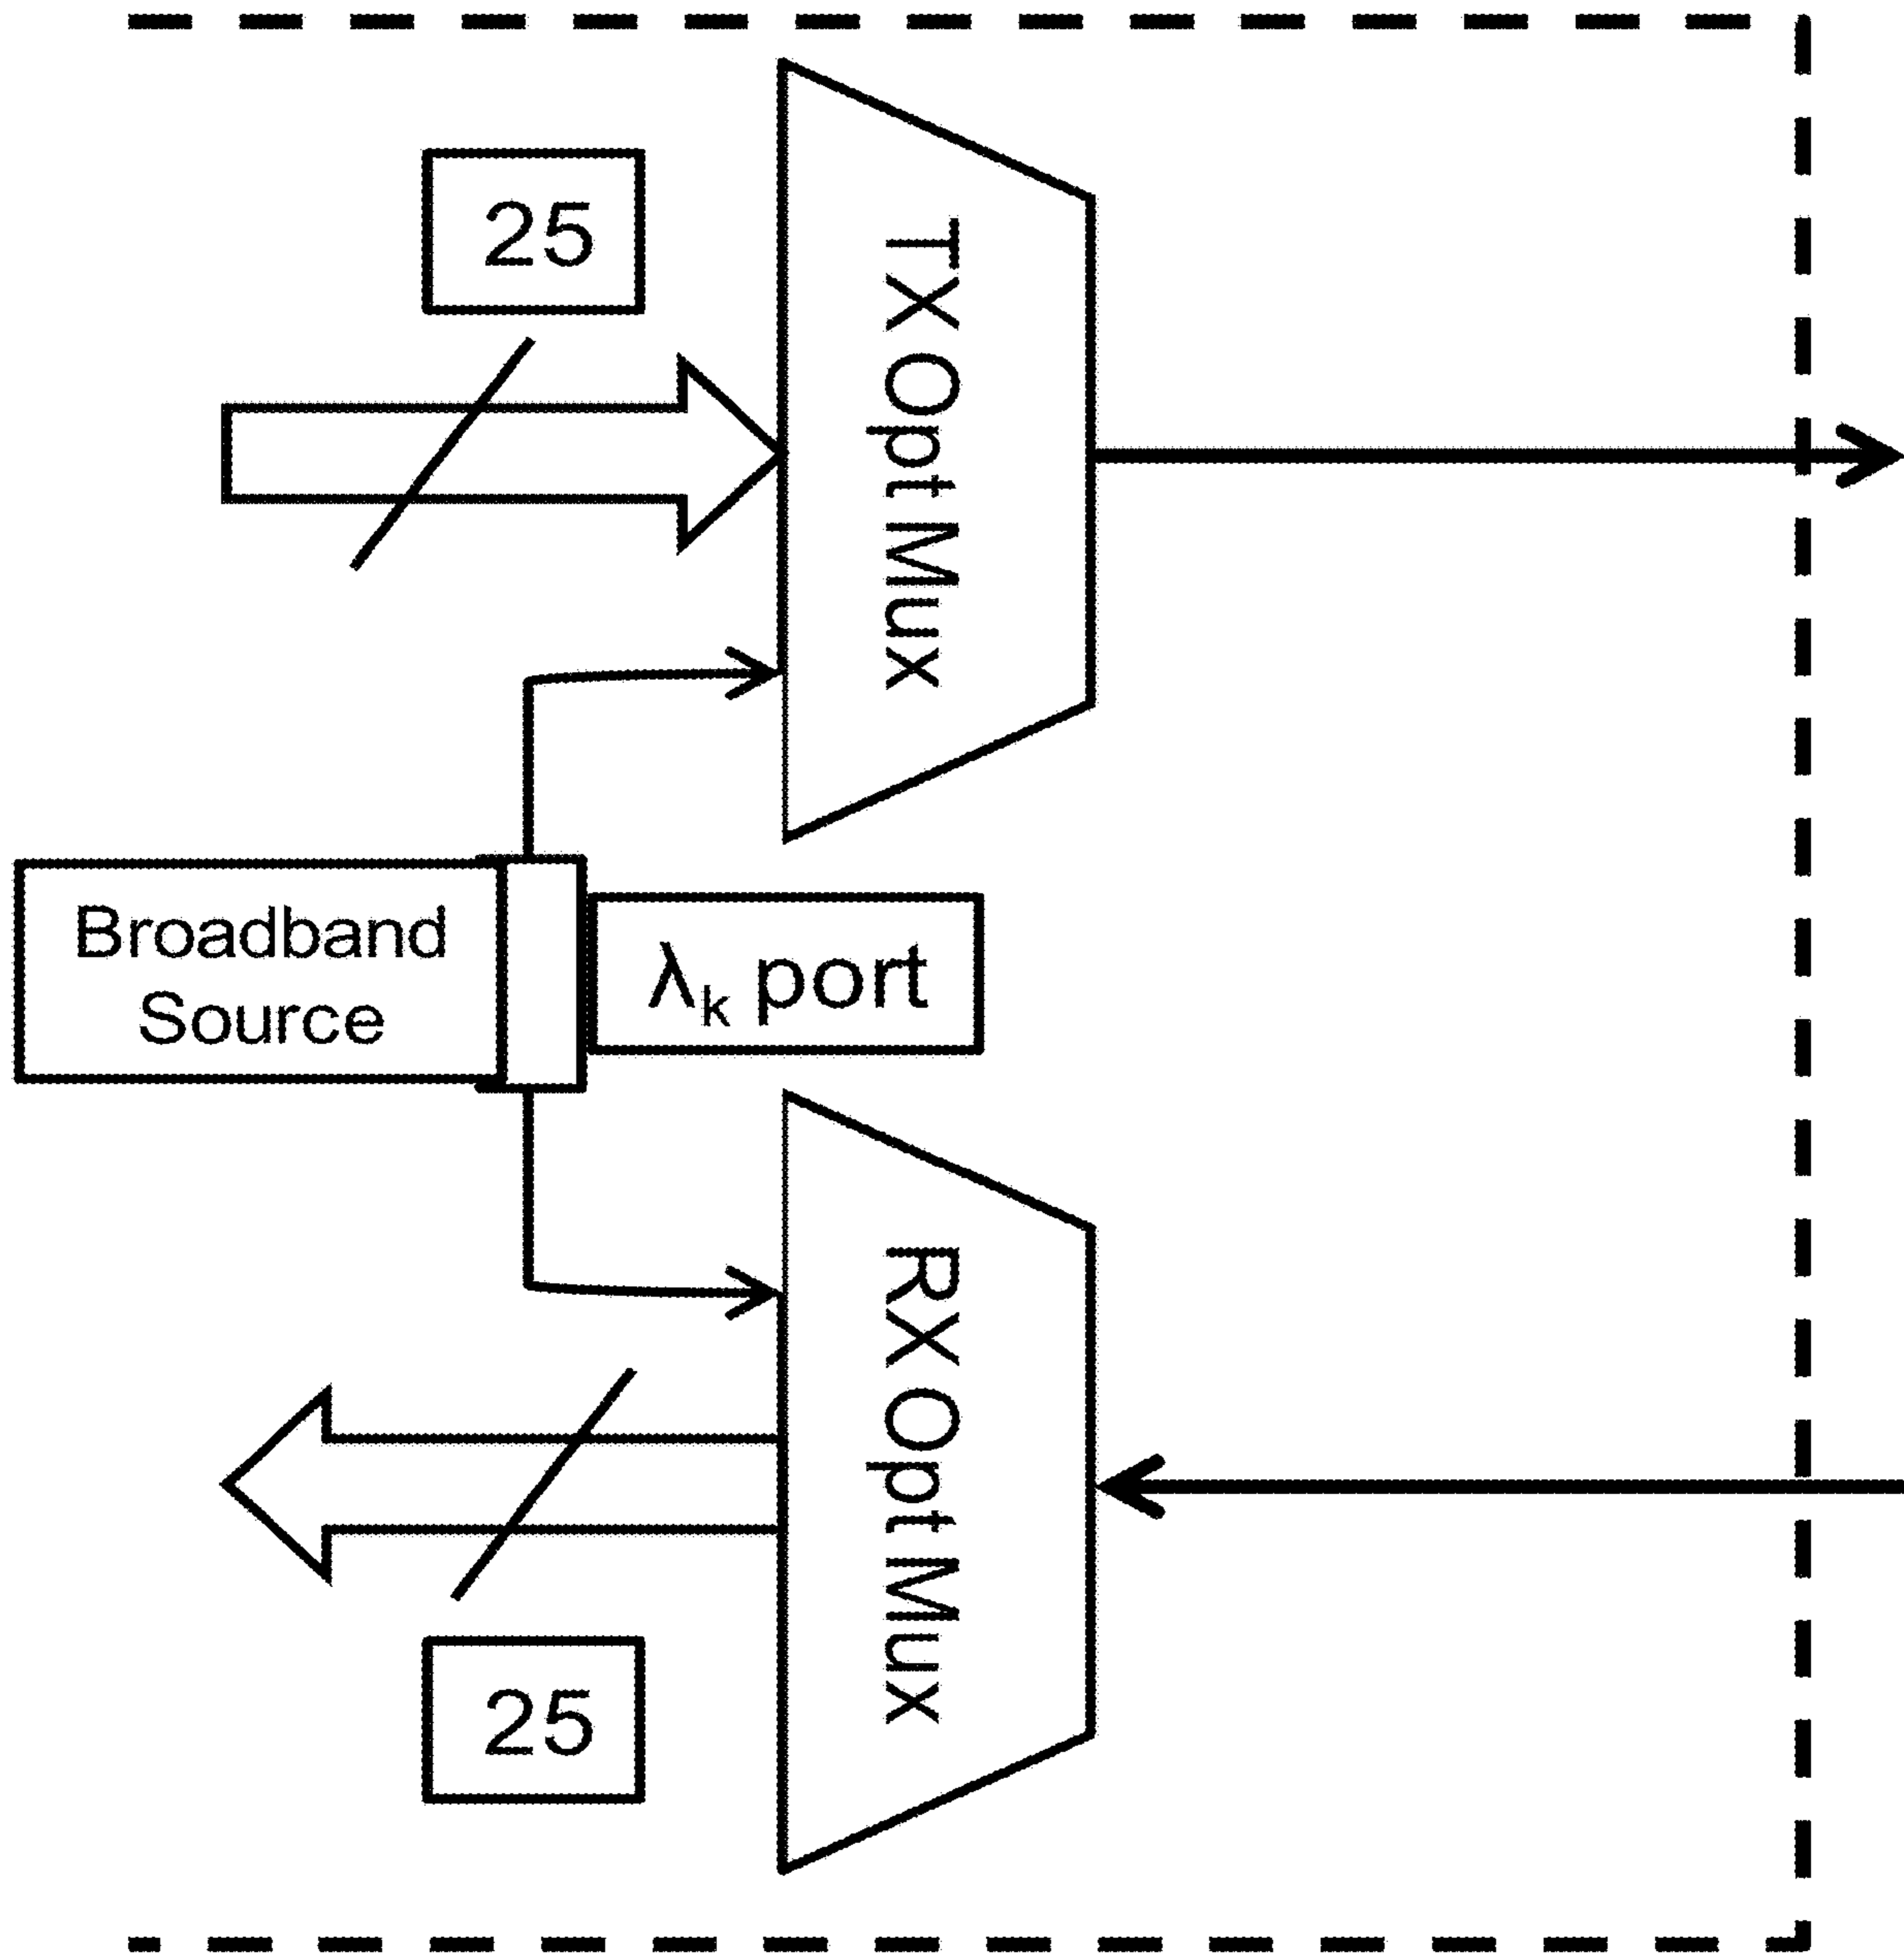 25
TX Opt Mux
Broadband
Source
λk port
RX Opt Mux
25